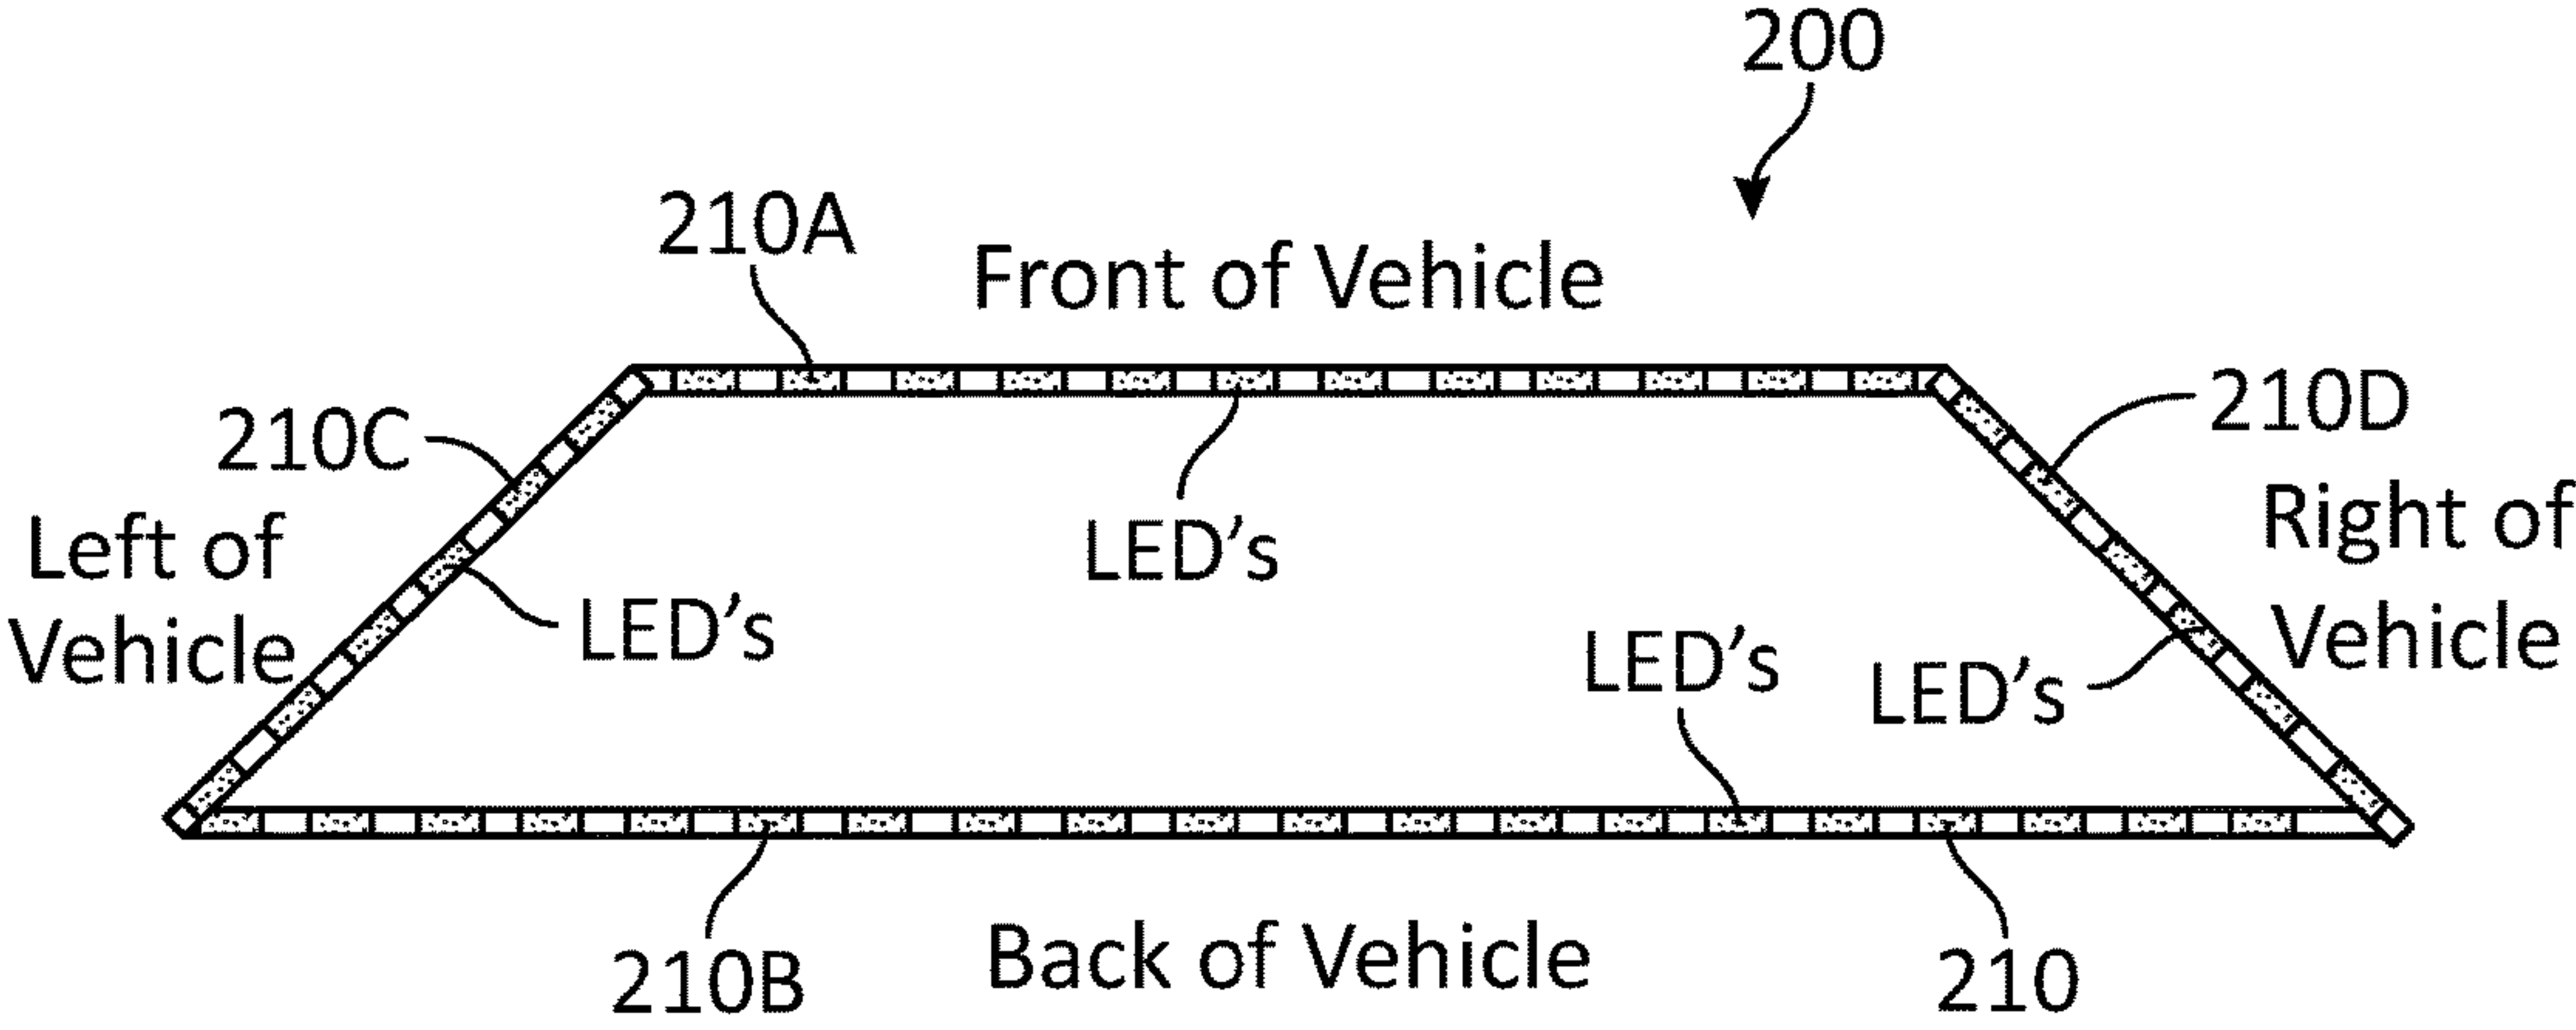 200
210A
Front of Vehicle
210C
210D
Left of
Vehicle
LED's
LED's
Right of
Vehicle
LED's
LED's
210B
Back of Vehicle
210